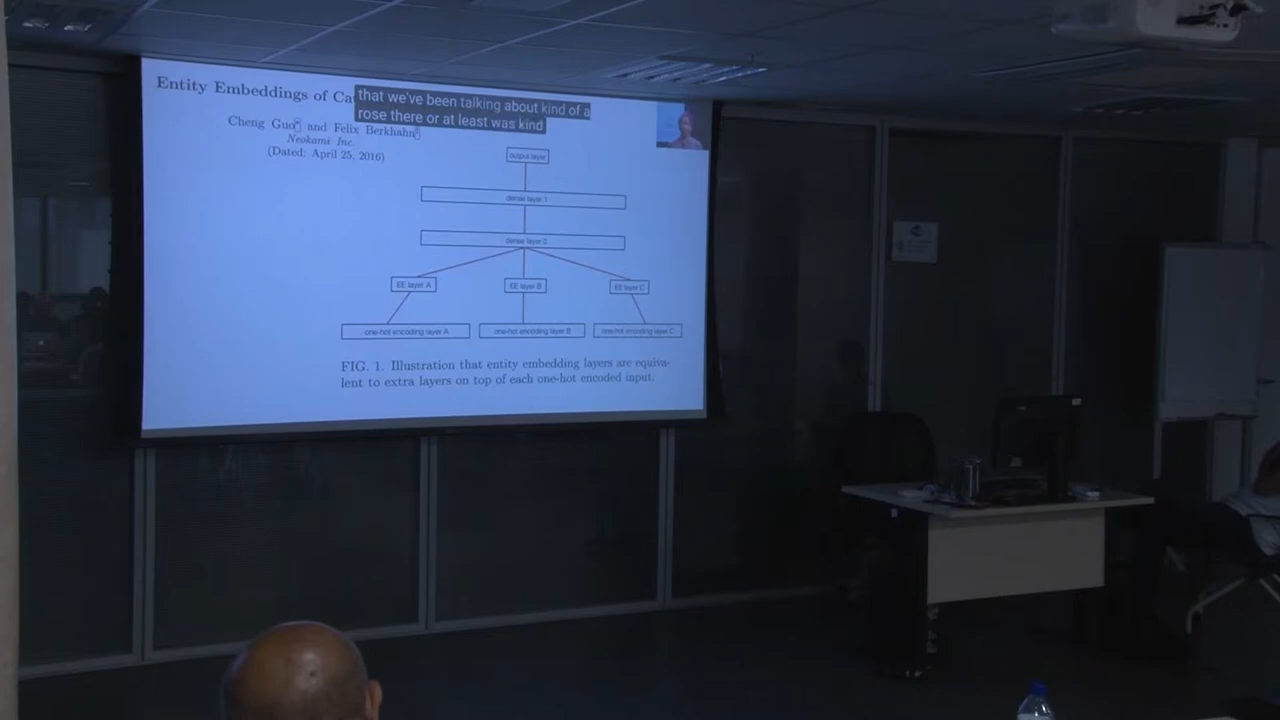 Entity Embeddings of Ca
that we've been talking about kind of a
rose there or at least was kind
Cheng Guo and Felix Berkhahn
Neokami Inc.
(Dated: April 25, 2016)
output layer
dense layer 1
dense layer 0
EE layer A
EE layer B
EE layer C
one-hot encoding layer A
one-hot encoding layer B
one-hot encoding layer C
FIG. 1. Illustration that entity embedding layers are equiva-
lent to extra layers on top of each one-hot encoded input.